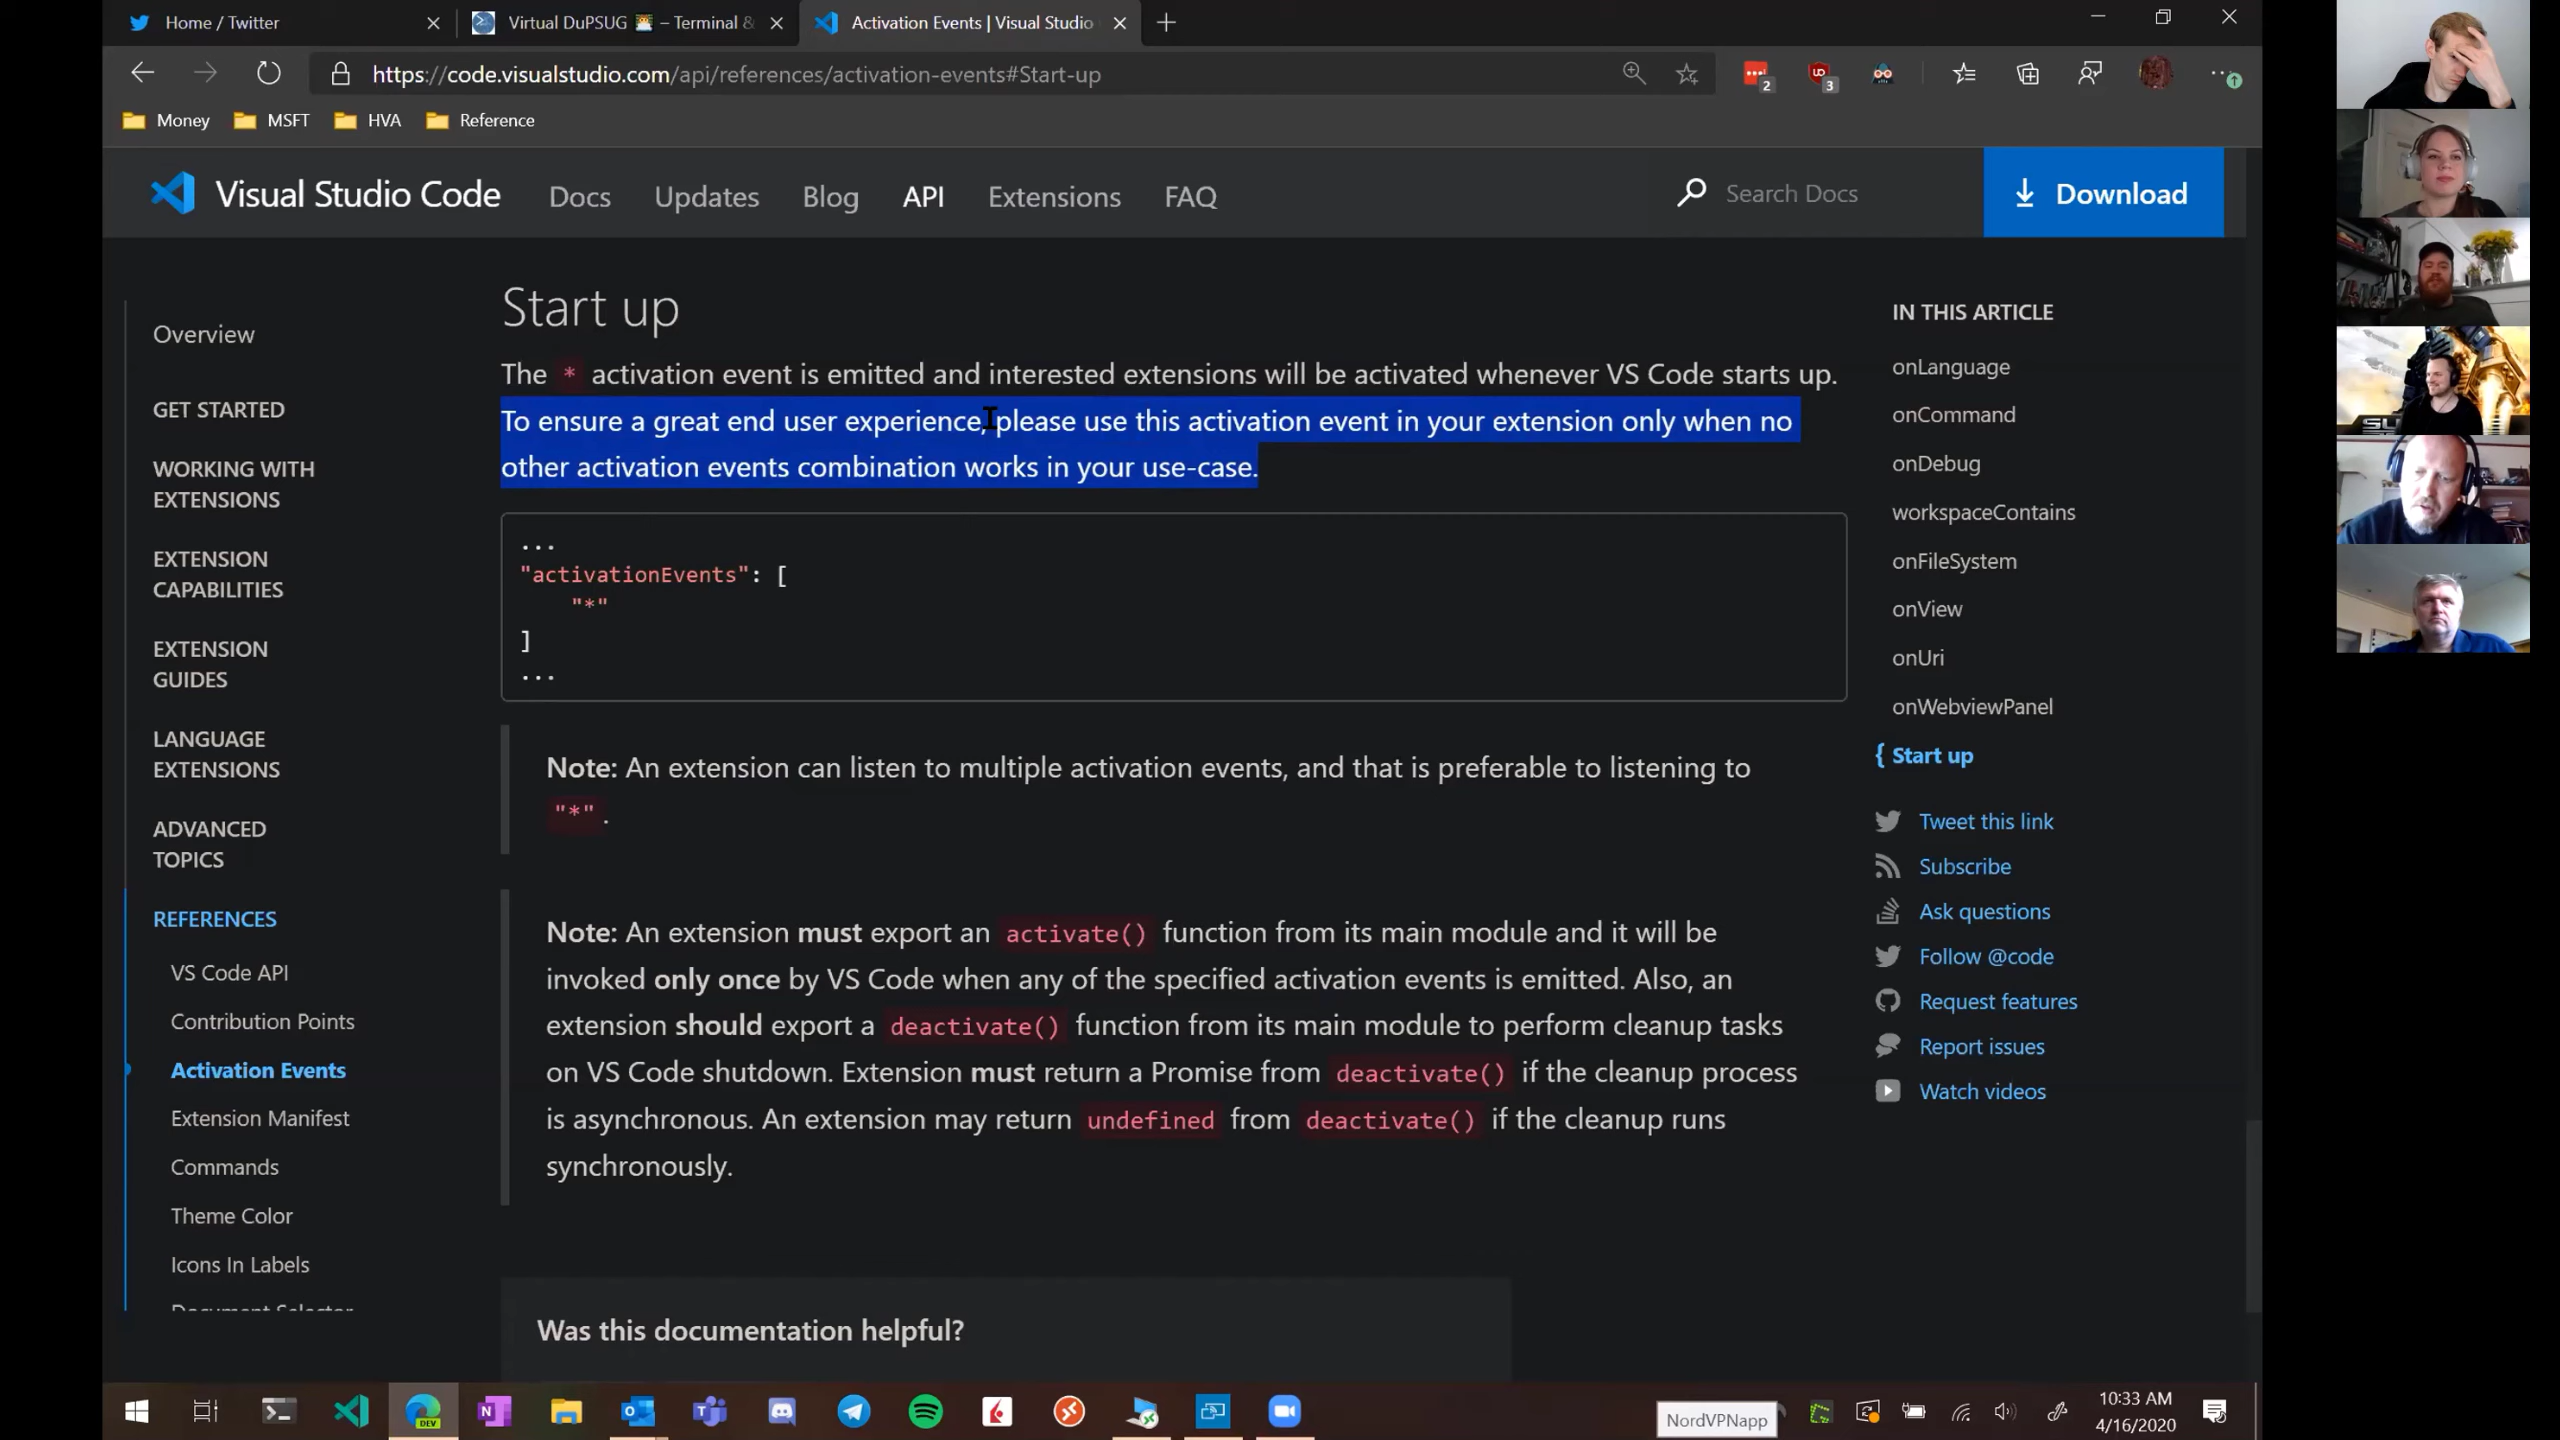 Home / Twitter
Virtual DuPSUG – Terminal &
Activation Events | Visual Studio
https://code.visualstudio.com/api/references/activation-events#Start-up
2
3
Money
MSFT
HVA
Reference
Visual Studio Code
Docs
Updates
Blog
API
Extensions
FAQ
Search Docs
Download
Overview
GET STARTED
WORKING WITH
EXTENSIONS
EXTENSION
CAPABILITIES
EXTENSION
GUIDES
LANGUAGE
EXTENSIONS
ADVANCED
TOPICS
REFERENCES
VS Code API
Contribution Points
Activation Events
Extension Manifest
Commands
Theme Color
Icons In Labels
Document Selector
Start up
The * activation event is emitted and interested extensions will be activated whenever VS Code starts up.
To ensure a great end user experience, please use this activation event in your extension only when no
other activation events combination works in your use-case.
...
"activationEvents": [
"*"
]
...
Note: An extension can listen to multiple activation events, and that is preferable to listening to
"*".
Note: An extension must export an activate() function from its main module and it will be
invoked only once by VS Code when any of the specified activation events is emitted. Also, an
extension should export a deactivate() function from its main module to perform cleanup tasks
on VS Code shutdown. Extension must return a Promise from deactivate() if the cleanup process
is asynchronous. An extension may return undefined from deactivate() if the cleanup runs
synchronously.
Was this documentation helpful?
IN THIS ARTICLE
onLanguage
onCommand
onDebug
workspaceContains
onFileSystem
onView
onUri
onWebviewPanel
{ Start up
Tweet this link
Subscribe
Ask questions
Follow @code
Request features
Report issues
Watch videos
DEV
NordVPNapp
10:33 AM
4/16/2020